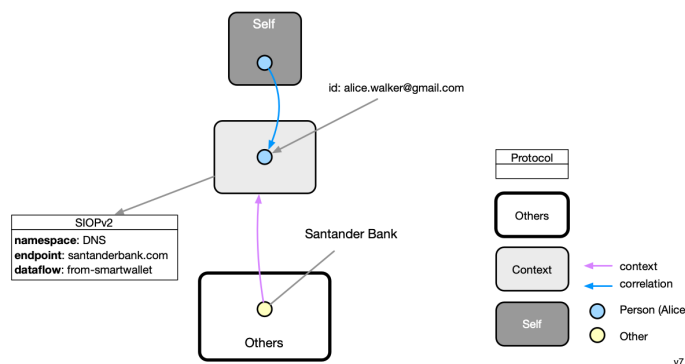 Self
id: alice.walker@gmail.com
SIOPv2
namespace: DNS
endpoint: santanderbank.com
dataflow: from-smartwallet
Santander Bank
Others
Protocol
Others
Context
context
correlation
Self
Person (Alice
Other
v7